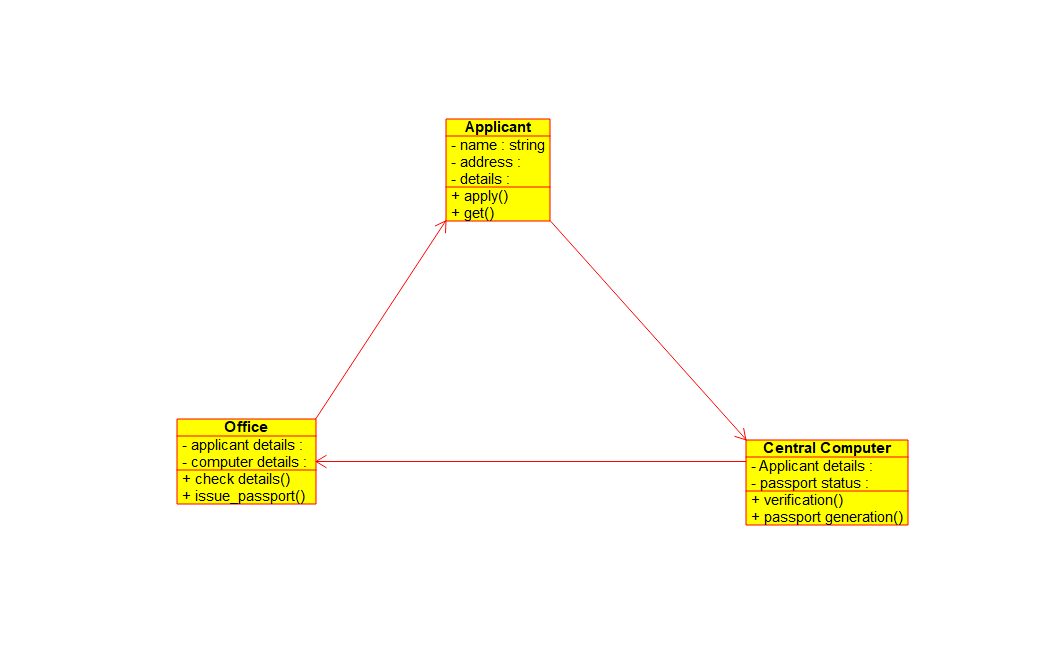 Applicant
- name : string
- address :
- details :
+ apply()
+ get()
Office
- applicant details :
- computer details :
+ check details()
+ issue_passport()
Central Computer
- Applicant details :
- passport status :
+ verification()
+ passport generation()